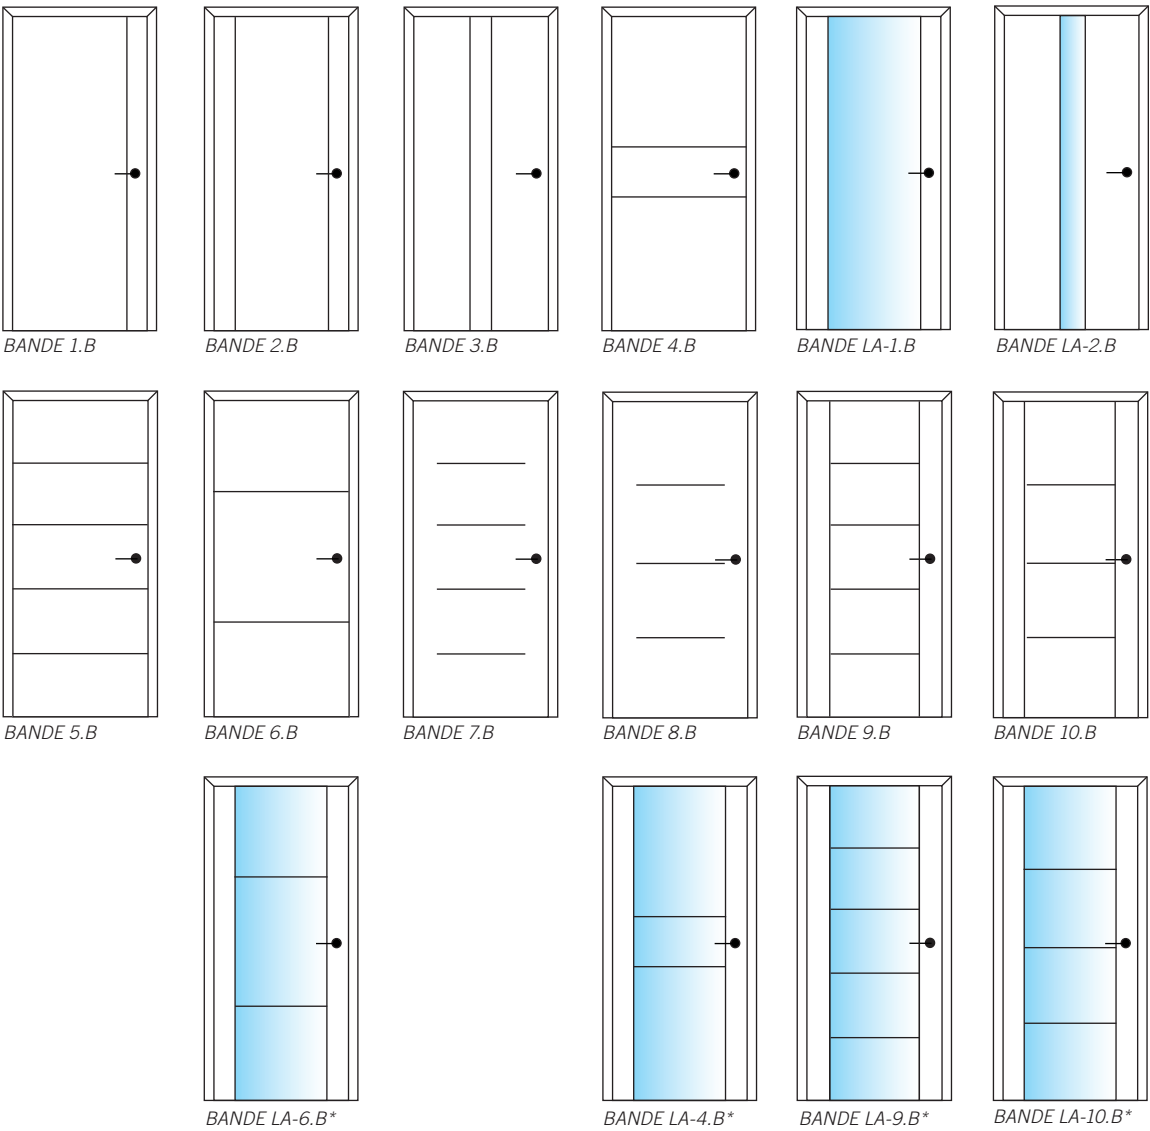 BANDE 1.B
BANDE 2.B
BANDE 3.B
BANDE 4.B
BANDE LA-1.B
BANDE LA-2.B
BANDE 5.B
BANDE 6.B
BANDE 7.B
BANDE 8.B
BANDE 9.B
BANDE 10.B
BANDE LA-6.B*
BANDE LA-4.B*
BANDE LA-9.B*
BANDE LA-10.B*